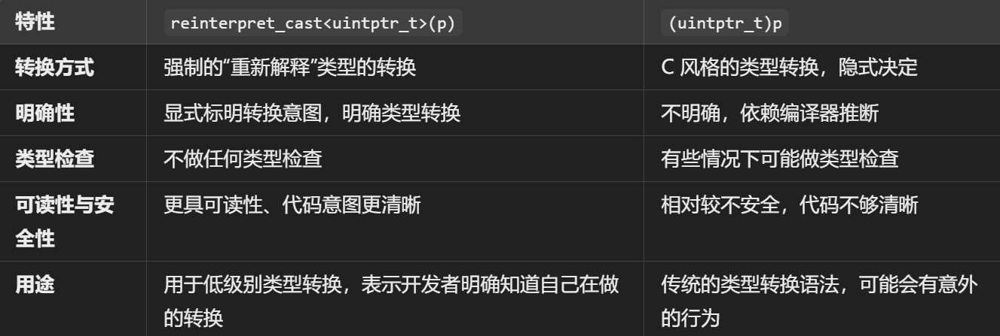 特性 reinterpret_cast<uintptr_t>(p) (uintptr_t)p
转换方式 强制的“重新解释”类型的转换 C 风格的类型转换，隐式决定
明确性 显式标明转换意图，明确类型转换 不明确，依赖编译器推断
类型检查 不做任何类型检查 有些情况下可能做类型检查
可读性与安 更具可读性、代码意图更清晰 相对较不安全，代码不够清晰
全性
用途 用于低级别类型转换，表示开发者明确知道自己在做 传统的类型转换语法，可能会有意外
的转换 的行为